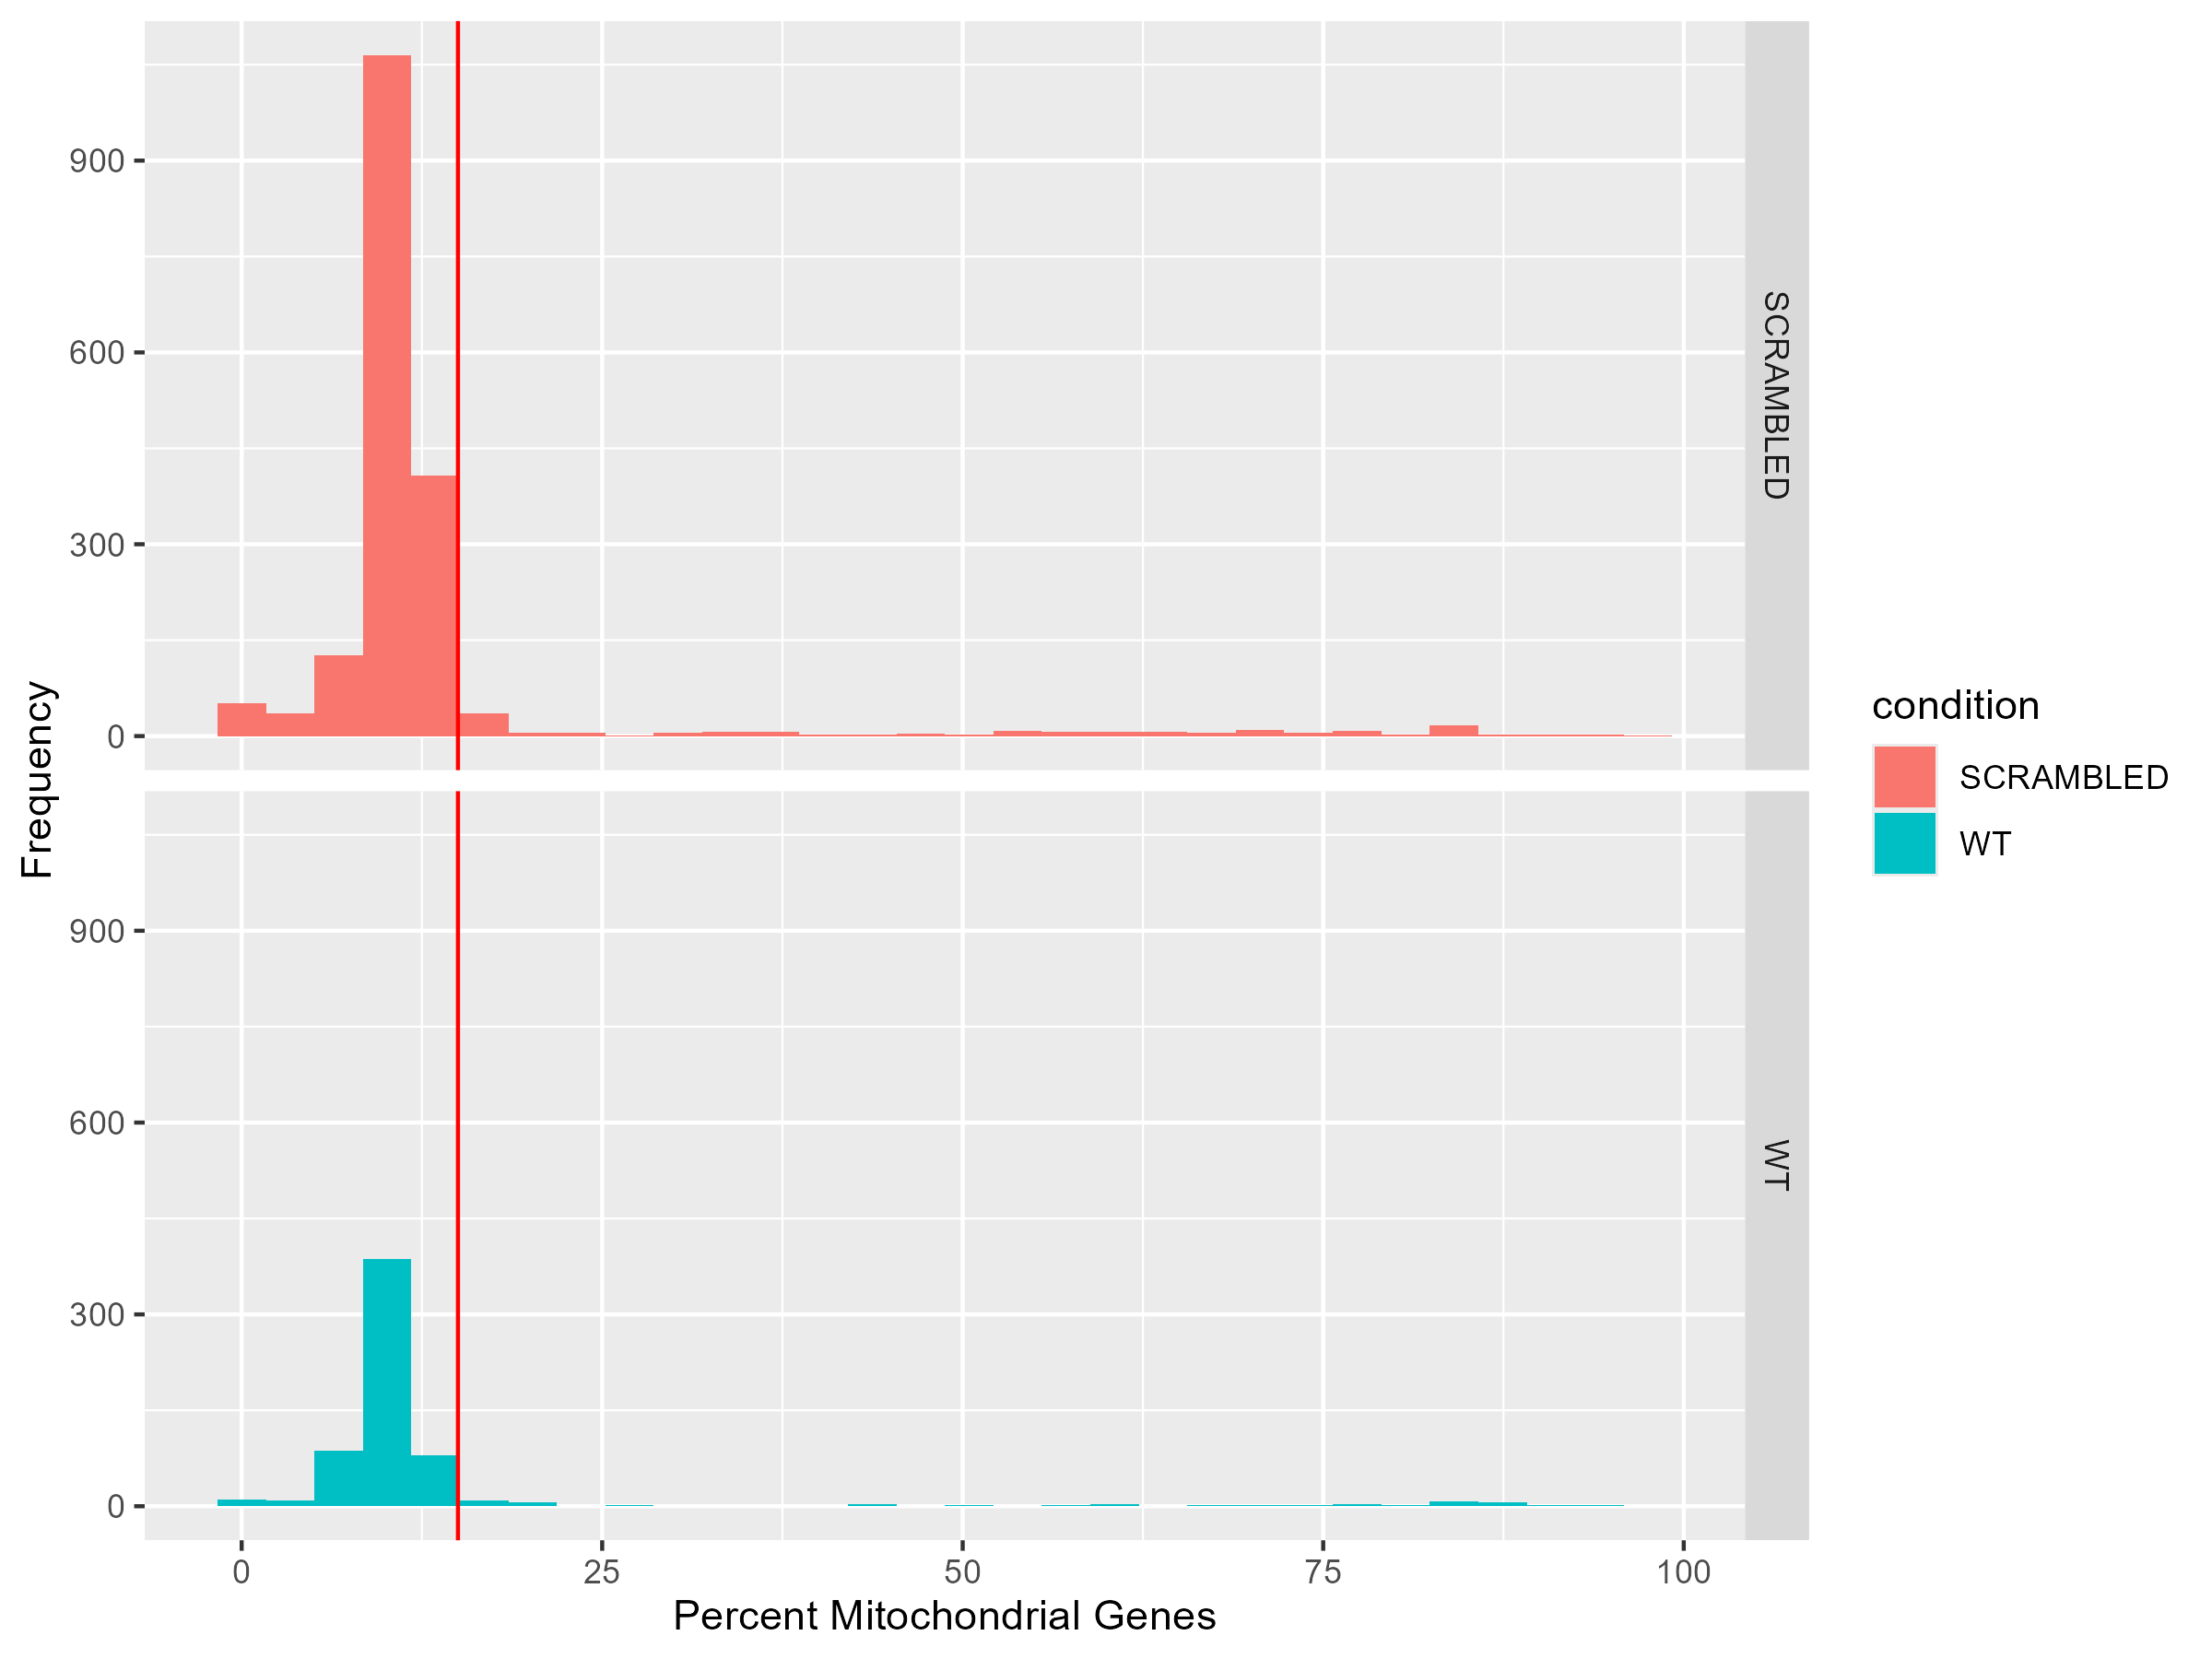 900
600
300
0
SCRAMBLED
900
600
300
0
WT
0 25 50 75 100
Percent Mitochondrial Genes
Frequency
condition
SCRAMBLED
WT